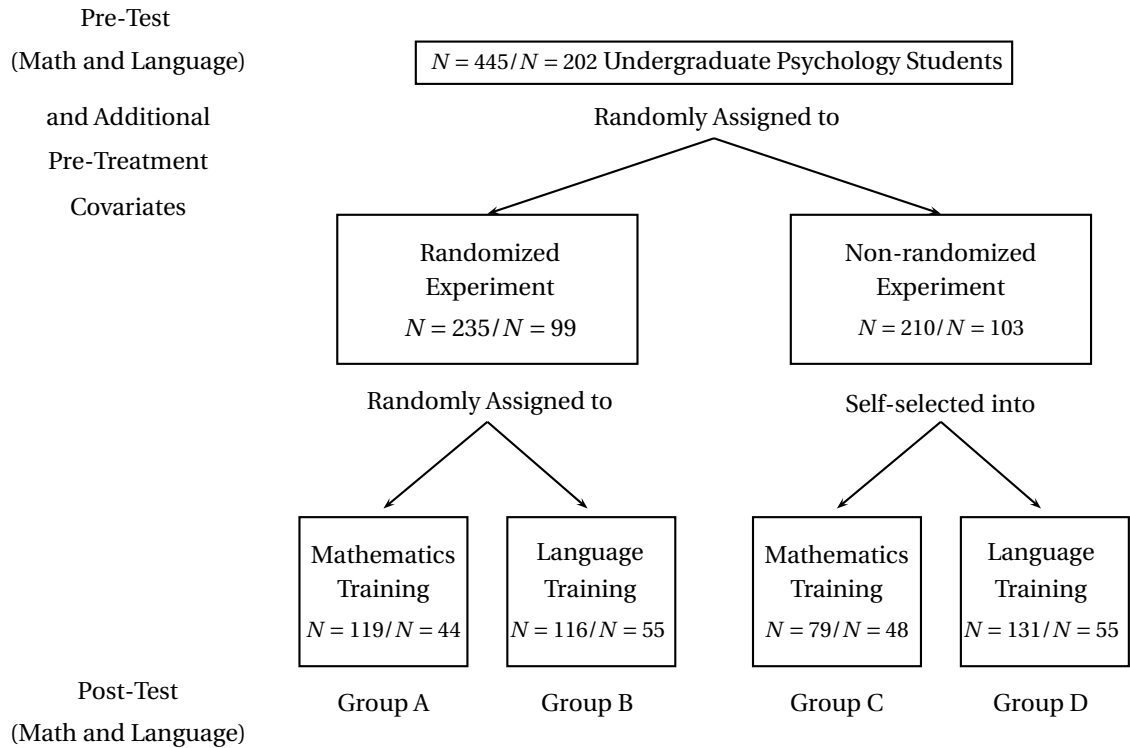 Pre-Test
(Math and Language)
and Additional
Pre-Treatment
Covariates
N = 445/N = 202 Undergraduate Psychology Students
Randomly Assigned to
Randomized
Experiment
N = 235/N = 99
Non-randomized
Experiment
N = 210/N = 103
Randomly Assigned to
Self-selected into
Mathematics
Training
N = 119/N = 44
Language
Training
N = 116/N = 55
Mathematics
Training
N = 79/N = 48
Language
Training
N = 131/N = 55
Post-Test
(Math and Language)
Group A
Group B
Group C
Group D